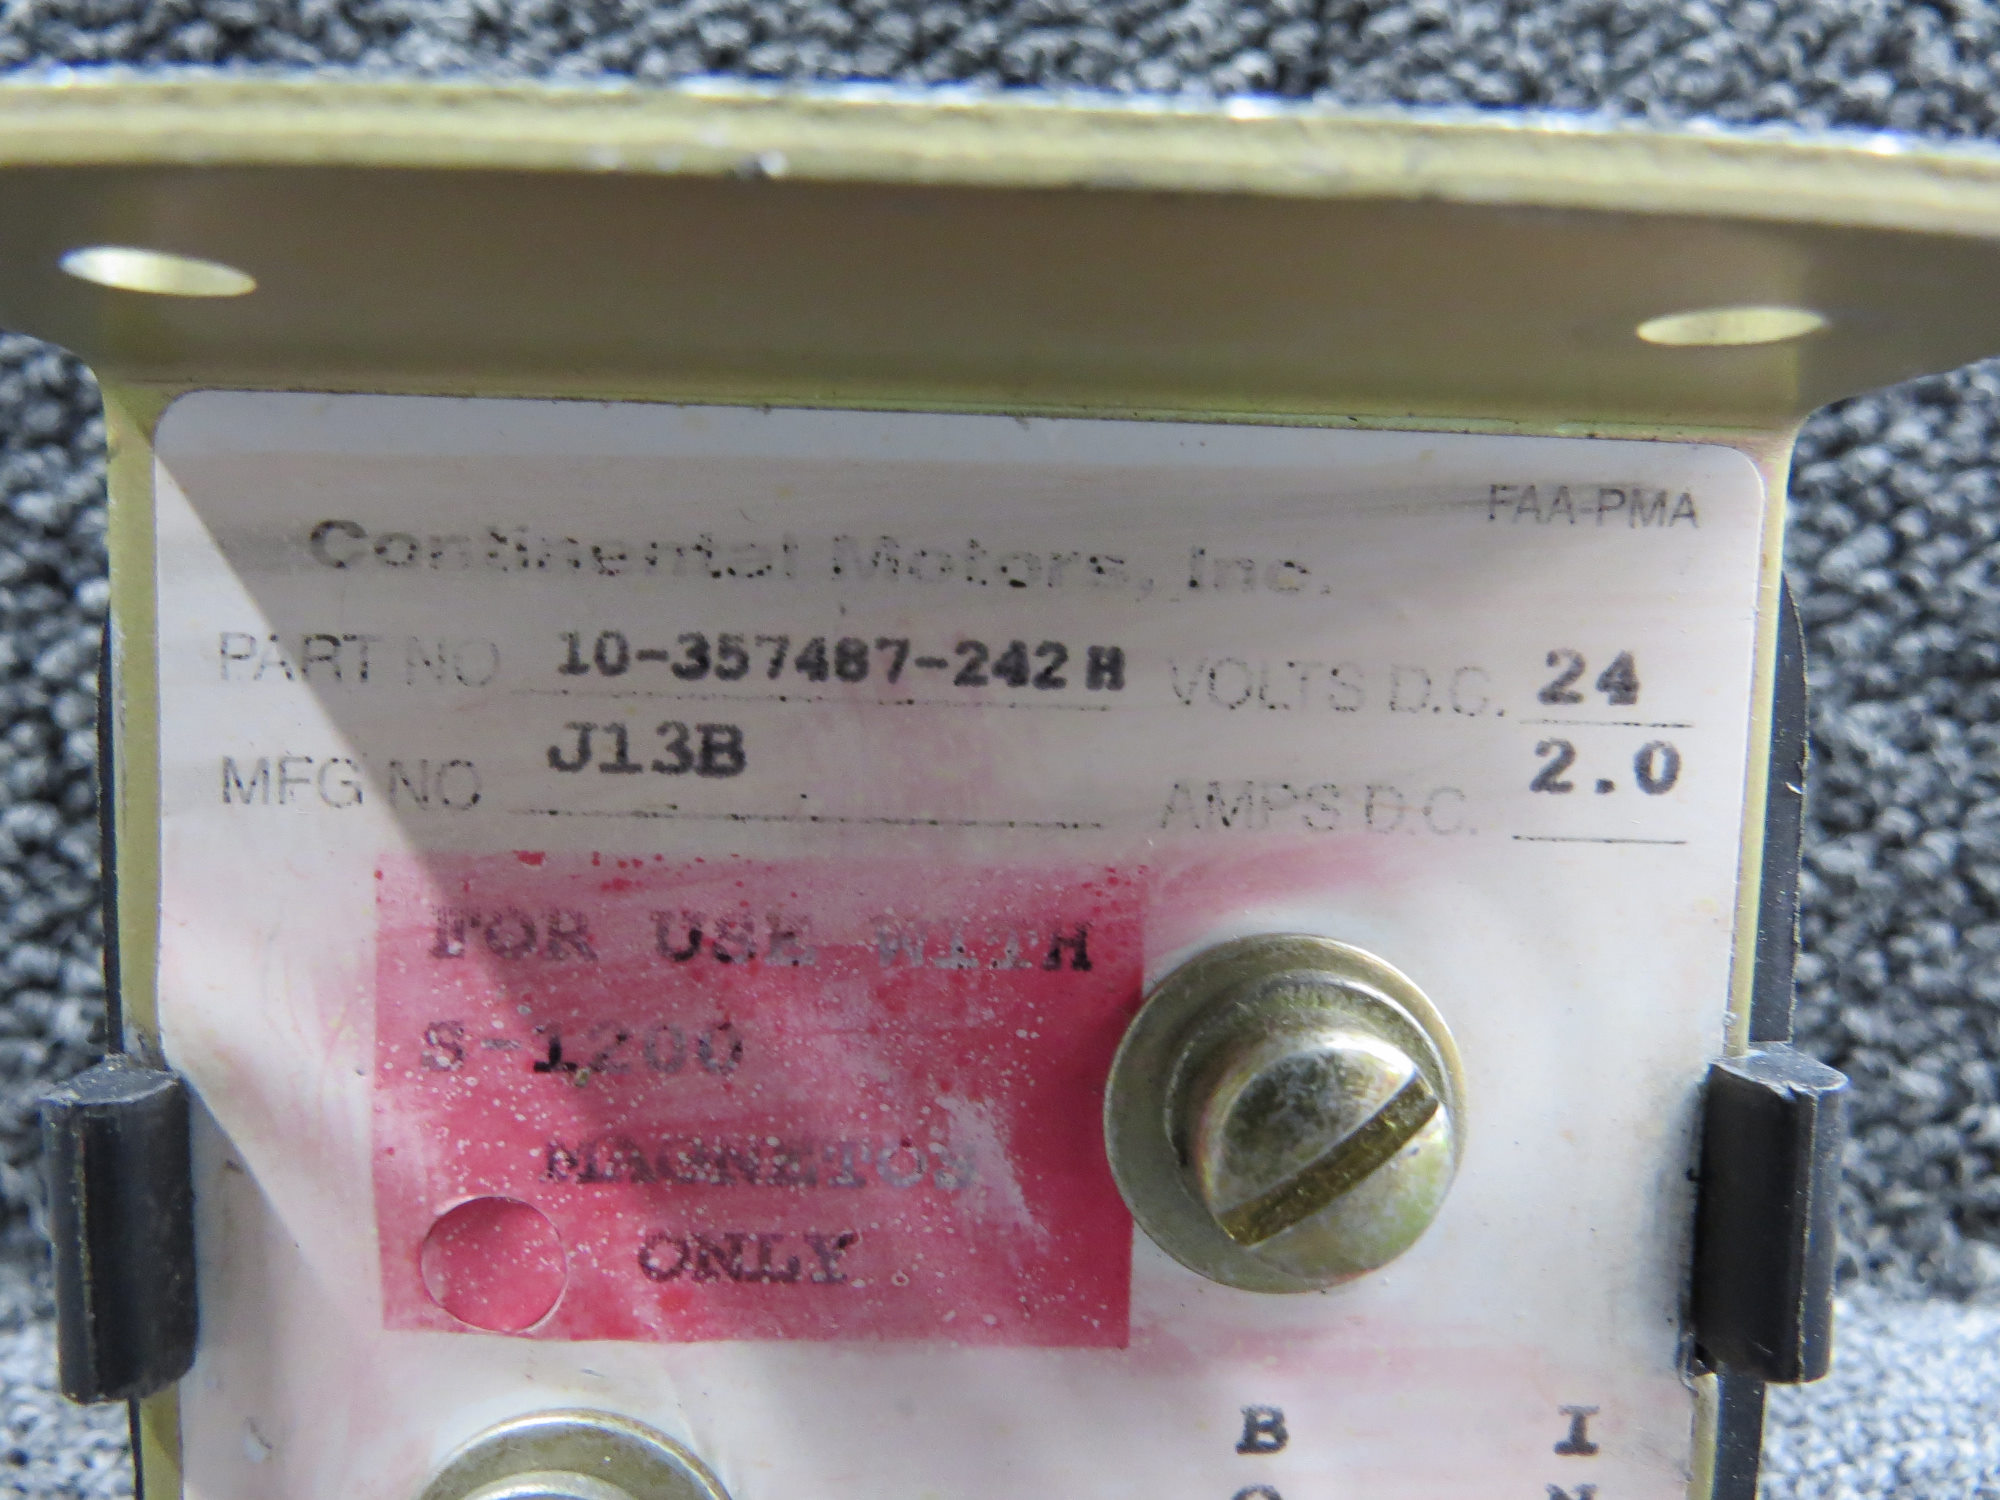 FAA-PMA
Continental Motors, Inc.
PART NO 10-357487-242H VOLTS D.C. 24
MFG NO J13B AMPS D.C. 2.0
FOR USE WITH
S-1200
MAGNETOS
ONLY
B I
O N